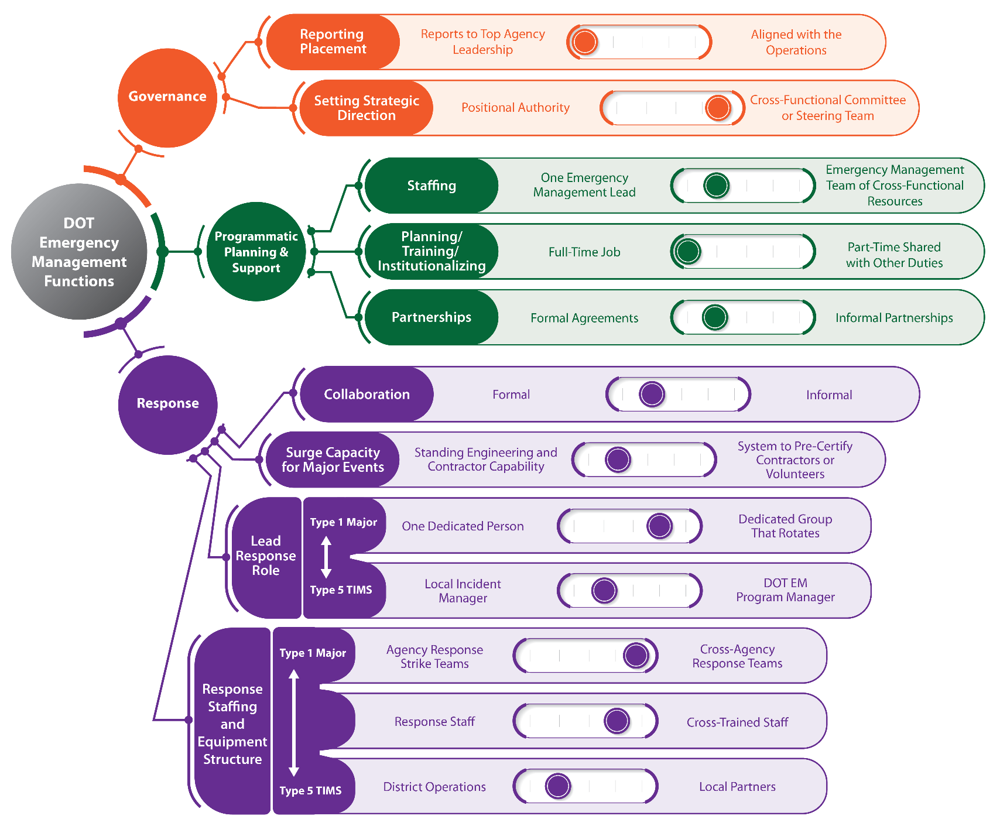 DOT
Emergency
Management
Functions
Governance
Reporting
Placement
Reports to Top Agency
Leadership
Aligned with the
Operations
Setting Strategic
Direction
Positional Authority
Cross-Functional Committee
or Steering Team
Programmatic
Planning &
Support
Staffing
One Emergency
Management Lead
Emergency Management
Team of Cross-Functional
Resources
Planning/
Training/
Institutionalizing
Full-Time Job
Part-Time Shared
with Other Duties
Partnerships
Formal Agreements
Informal Partnerships
Response
Collaboration
Formal
Informal
Surge Capacity
for Major Events
Standing Engineering and
Contractor Capability
System to Pre-Certify
Contractors or
Volunteers
Lead
Response
Role
Type 1 Major
One Dedicated Person
Dedicated Group
That Rotates
Type 5 TIMS
Local Incident
Manager
DOT EM
Program Manager
Response
Staffing
and
Equipment
Structure
Type 1 Major
Agency Response
Strike Teams
Cross-Agency
Response Teams
Response Staff
Cross-Trained Staff
Type 5 TIMS
District Operations
Local Partners